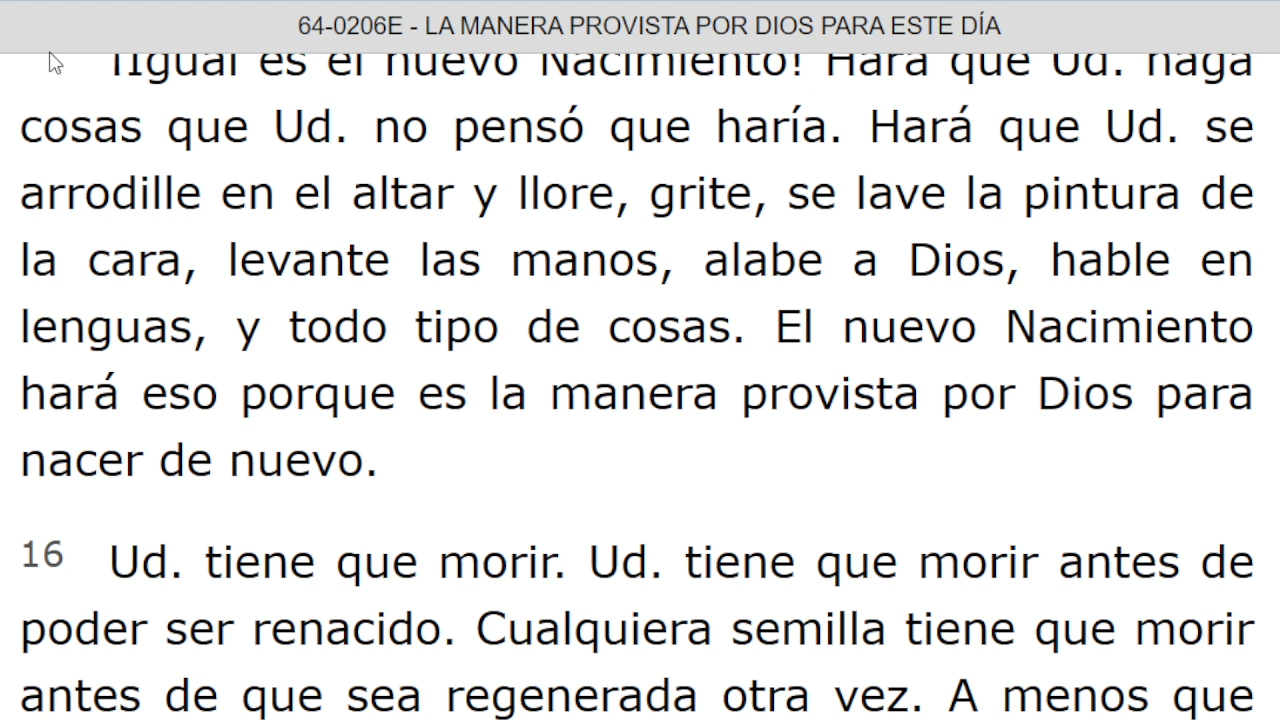 64-0206E - LA MANERA PROVISTA POR DIOS PARA ESTE DÍA
¡Igual es el nuevo Nacimiento! Hará que Ud. haga
cosas que Ud. no pensó que haría. Hará que Ud. se
arrodille en el altar y llore, grite, se lave la pintura de
la cara, levante las manos, alabe a Dios, hable en
lenguas, y todo tipo de cosas. El nuevo Nacimiento
hará eso porque es la manera provista por Dios para
nacer de nuevo.
16 Ud. tiene que morir. Ud. tiene que morir antes de
poder ser renacido. Cualquiera semilla tiene que morir
antes de que sea regenerada otra vez. A menos que